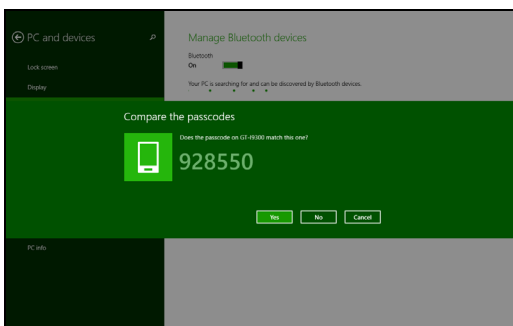 PC and devices
Manage Bluetooth devices
Lock screen
Bluetooth
On
Display
Your PC is searching for and can be discovered by Bluetooth devices.
Compare the passcodes
Does the passcode on GT-I9300 match this one?
928550
Yes No Cancel
PC info